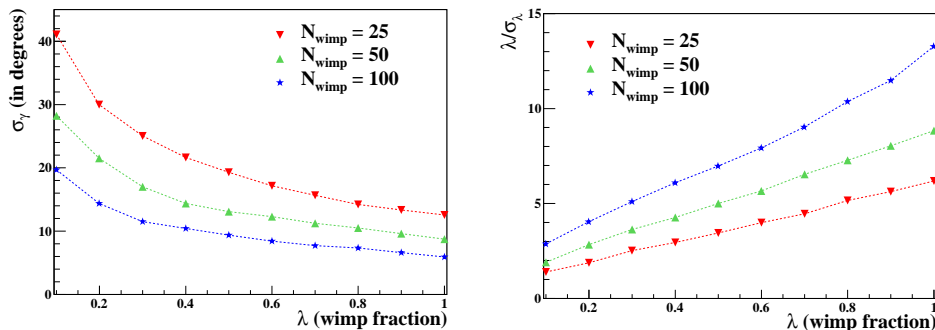 σγ (in degrees)
40
30
20
10
0
Nwimp = 25
Nwimp = 50
Nwimp = 100
0.2 0.4 0.6 0.8 1
λ (wimp fraction)
λ/σλ
15
10
5
0
Nwimp = 25
Nwimp = 50
Nwimp = 100
0.2 0.4 0.6 0.8 1
λ (wimp fraction)